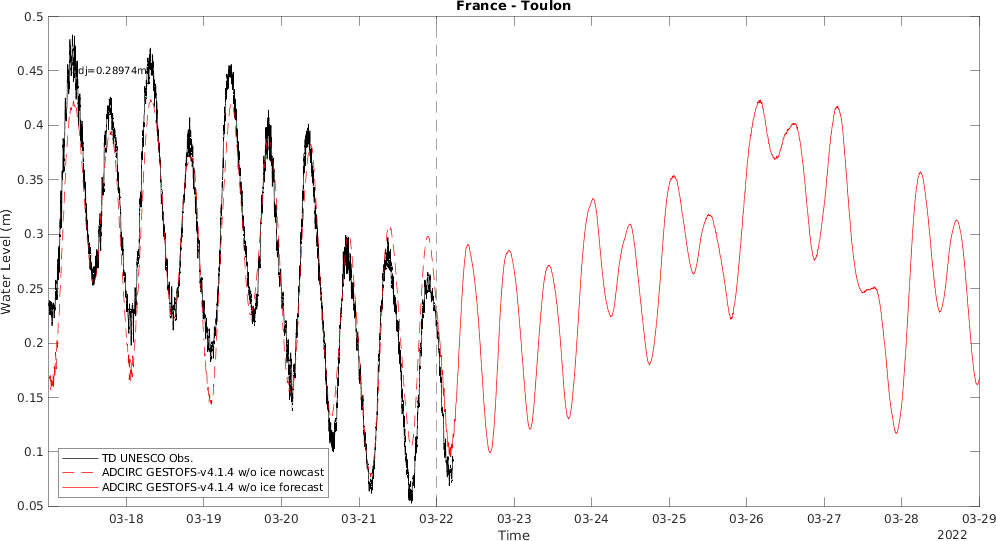 France - Toulon
0.5
0.45
0.4
0.35
0.3
0.25
0.2
0.15
0.1
0.05
Water Level (m)
dj=0.28974m
TD UNESCO Obs.
ADCIRC GESTOFS-v4.1.4 w/o ice nowcast
ADCIRC GESTOFS-v4.1.4 w/o ice forecast
03-18 03-19 03-20 03-21 03-22 03-23 03-24 03-25 03-26 03-27 03-28 03-29
Time
2022